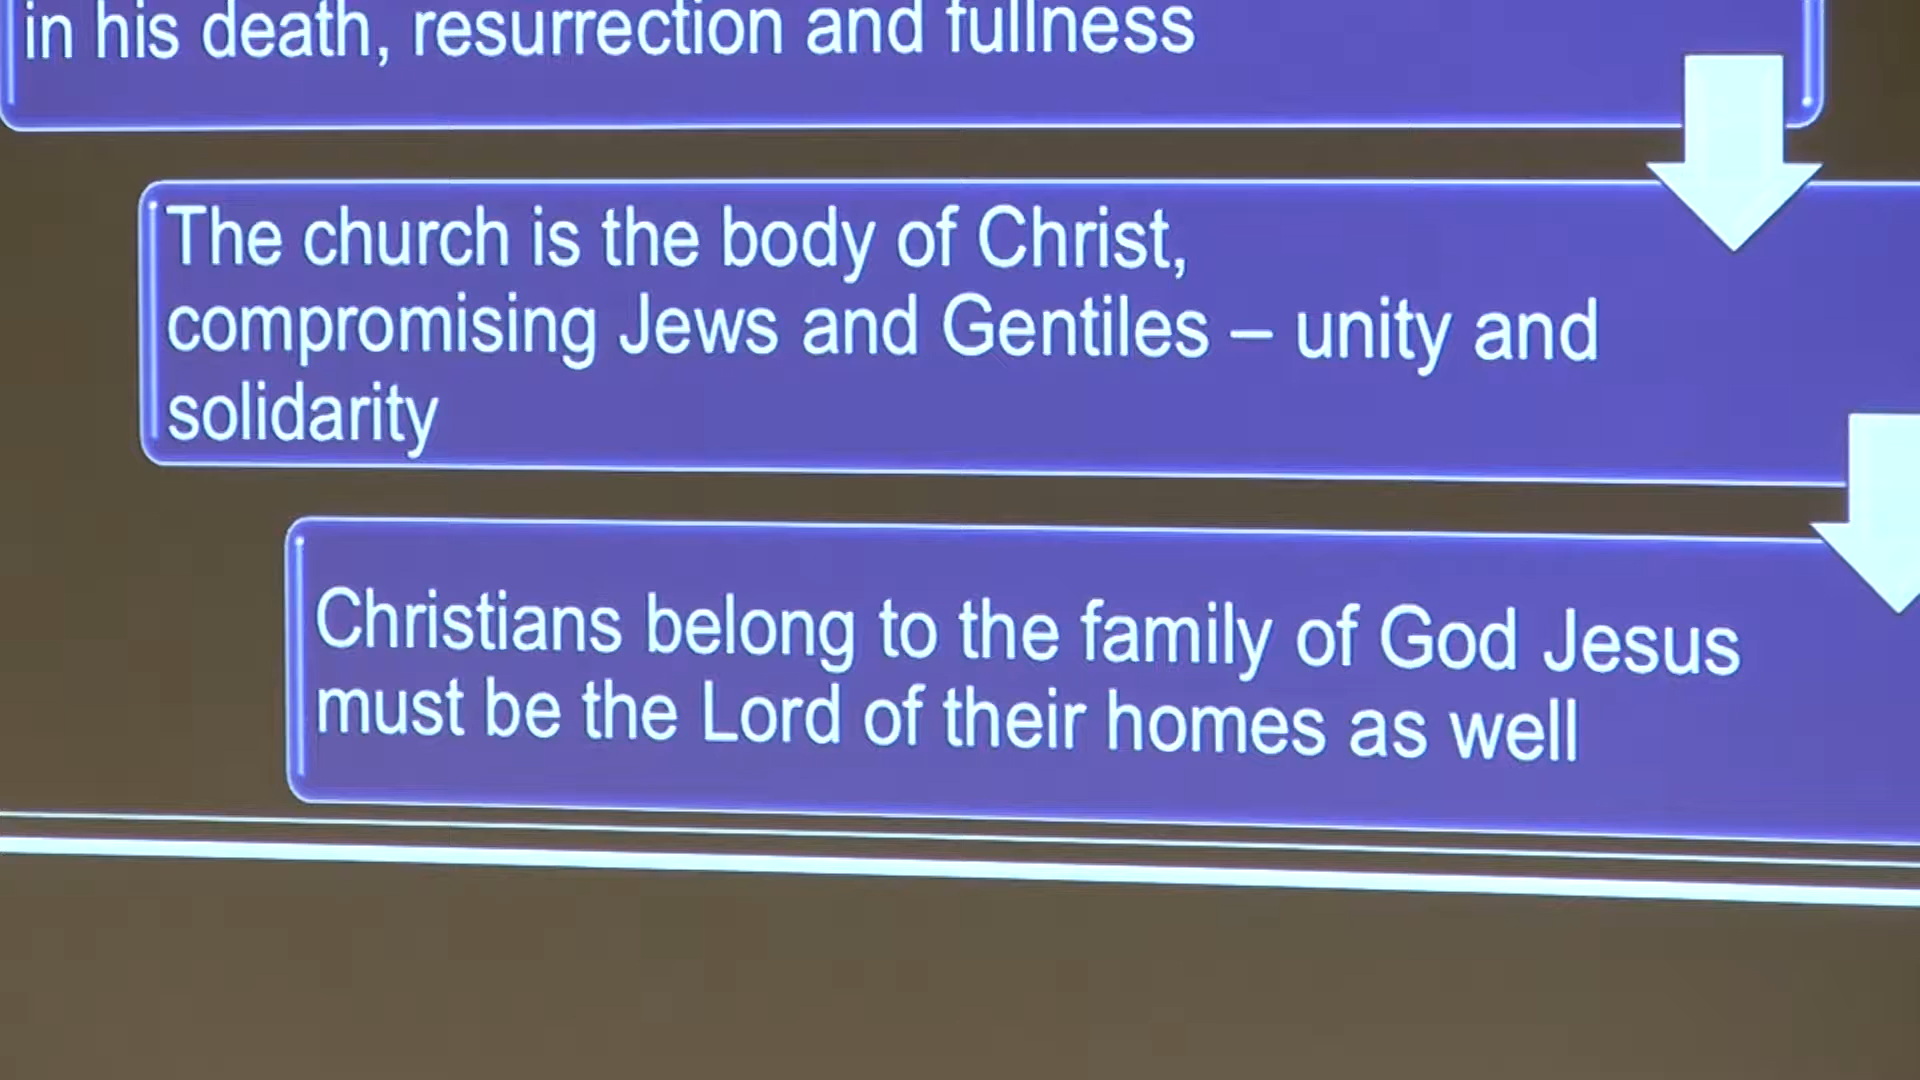 in his death, resurrection and fullness
The church is the body of Christ,
compromising Jews and Gentiles – unity and
solidarity
Christians belong to the family of God Jesus
must be the Lord of their homes as well